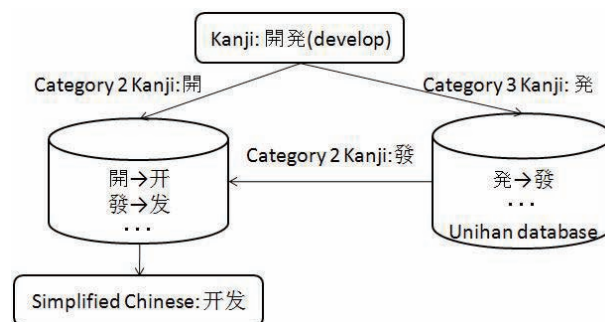 Kanji: 開発(develop)
Category 2 Kanji: 開
Category 3 Kanji: 発
Category 2 Kanji: 發
開→开
發→发
...
発→發
...
Unihan database
Simplified Chinese: 开发